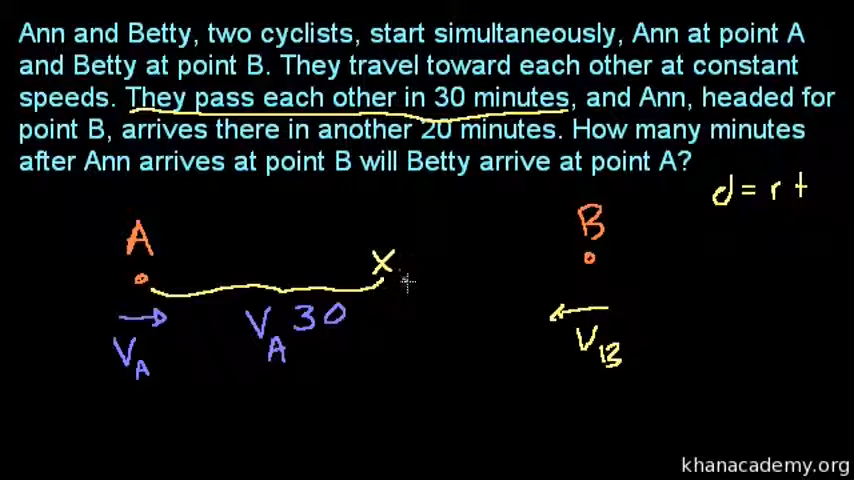 Ann and Betty, two cyclists, start simultaneously, Ann at point A
and Betty at point B. They travel toward each other at constant
speeds. They pass each other in 30 minutes, and Ann, headed for
point B, arrives there in another 20 minutes. How many minutes
after Ann arrives at point B will Betty arrive at point A?
d = r t
A
B
x
V_A 30
V_A
V_B
khanacademy.org